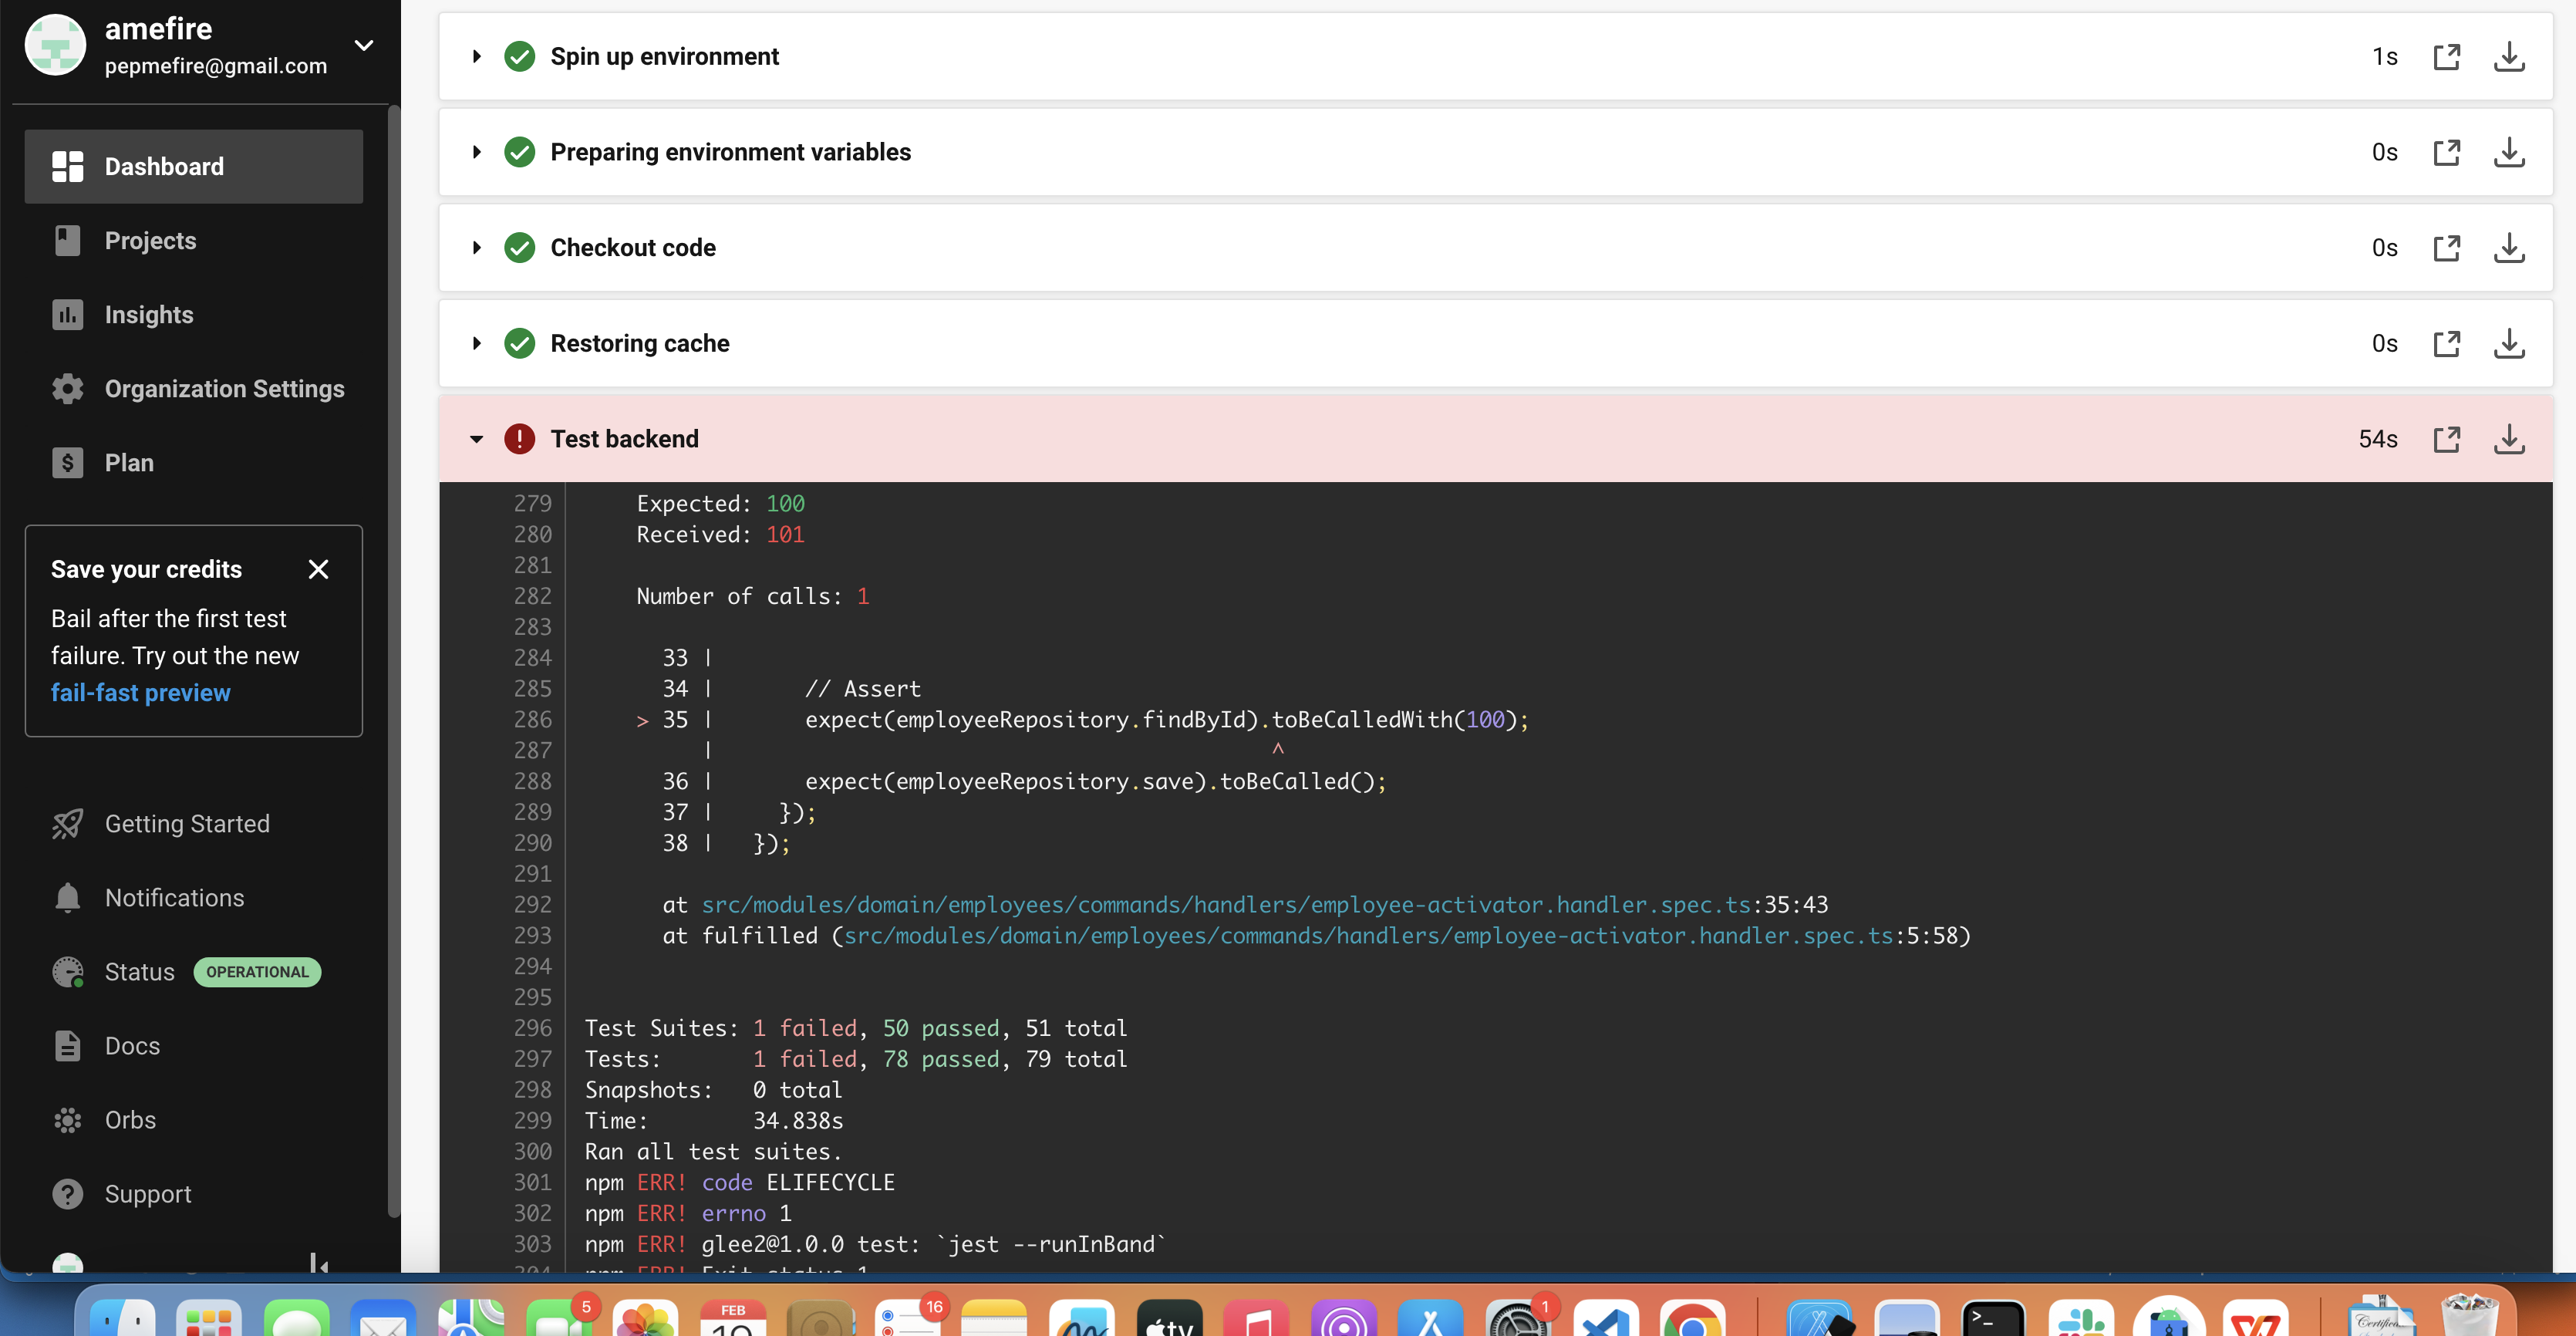 amefire
pepmefire@gmail.com
Dashboard
Projects
Insights
Organization Settings
Plan
Save your credits
Bail after the first test
failure. Try out the new
fail-fast preview
Getting Started
Notifications
Status OPERATIONAL
Docs
Orbs
Support
Spin up environment 1s
Preparing environment variables 0s
Checkout code 0s
Restoring cache 0s
Test backend 54s
279 Expected: 100
280 Received: 101
281
282 Number of calls: 1
283
284 33 |
285 34 | // Assert
286 > 35 | expect(employeeRepository.findById).toBeCalledWith(100);
287 | ^
288 36 | expect(employeeRepository.save).toBeCalled();
289 37 | });
290 38 | });
291
292 at src/modules/domain/employees/commands/handlers/employee-activator.handler.spec.ts:35:43
293 at fulfilled (src/modules/domain/employees/commands/handlers/employee-activator.handler.spec.ts:5:58)
294
295
296 Test Suites: 1 failed, 50 passed, 51 total
297 Tests: 1 failed, 78 passed, 79 total
298 Snapshots: 0 total
299 Time: 34.838s
300 Ran all test suites.
301 npm ERR! code ELIFECYCLE
302 npm ERR! errno 1
303 npm ERR! glee2@1.0.0 test: `jest --runInBand`
304 npm ERR! Exit status 1
5
FEB
16
tv
1
>_